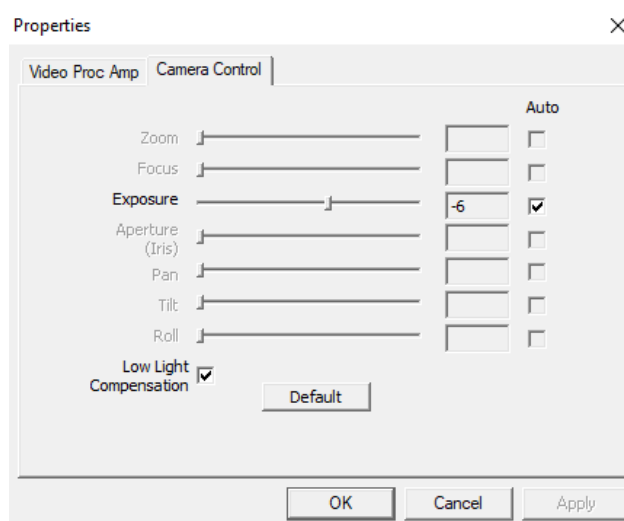 Properties
Video Proc Amp Camera Control
Auto
Zoom
Focus
Exposure -6
Aperture
(Iris)
Pan
Tilt
Roll
Low Light
Compensation
Default
OK Cancel Apply